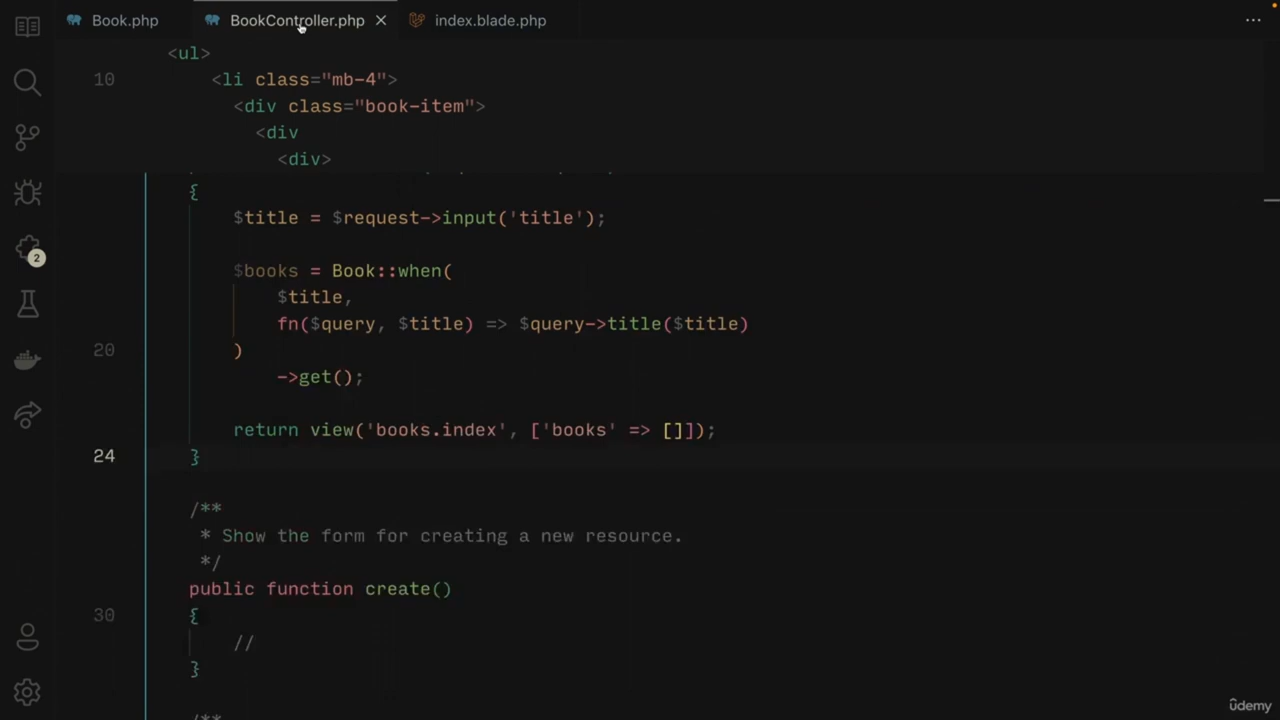 Book.php
BookController.php
index.blade.php
<ul>
10 <li class="mb-4">
<div class="book-item">
<div
<div>
{
$title = $request->input('title');
$books = Book::when(
$title,
fn($query, $title) => $query->title($title)
20 )
->get();
return view('books.index', ['books' => []]);
24 }
/**
* Show the form for creating a new resource.
*/
public function create()
30 {
//
}
/**
2
udemy